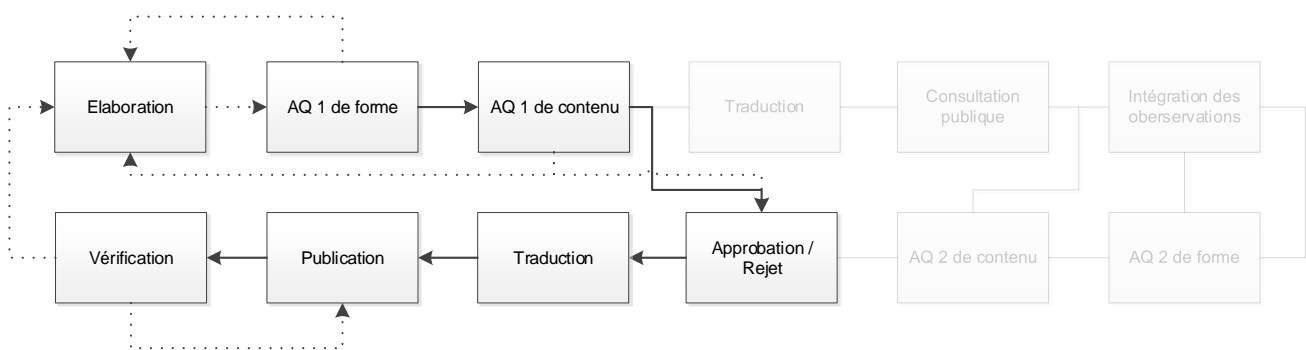 Elaboration
AQ 1 de forme
AQ 1 de contenu
Traduction
Consultation
publique
Intégration des
oberservations
Vérification
Publication
Traduction
Approbation /
Rejet
AQ 2 de contenu
AQ 2 de forme